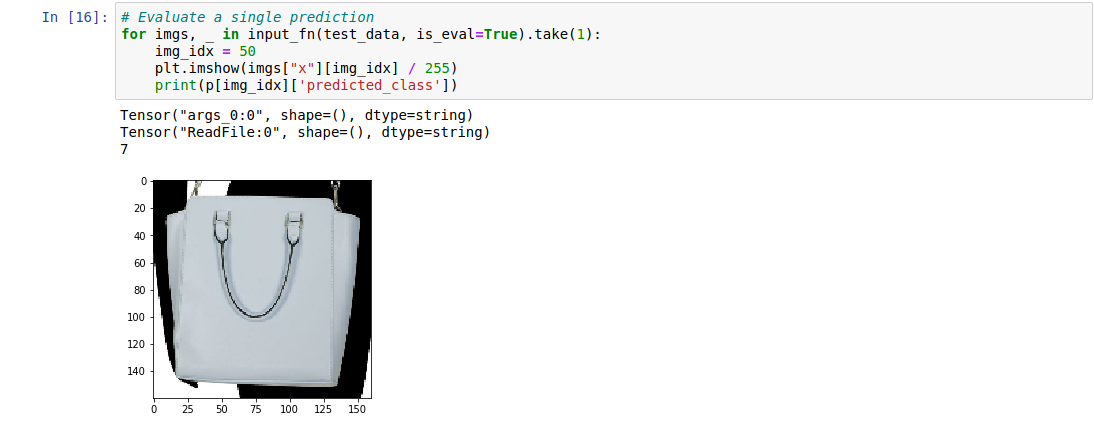 In [16]: # Evaluate a single prediction
for imgs, _ in input_fn(test_data, is_eval=True).take(1):
    img_idx = 50
    plt.imshow(imgs["x"][img_idx] / 255)
    print(p[img_idx]['predicted_class'])
Tensor("args_0:0", shape=(), dtype=string)
Tensor("ReadFile:0", shape=(), dtype=string)
7
0
20
40
60
80
100
120
140
0 25 50 75 100 125 150